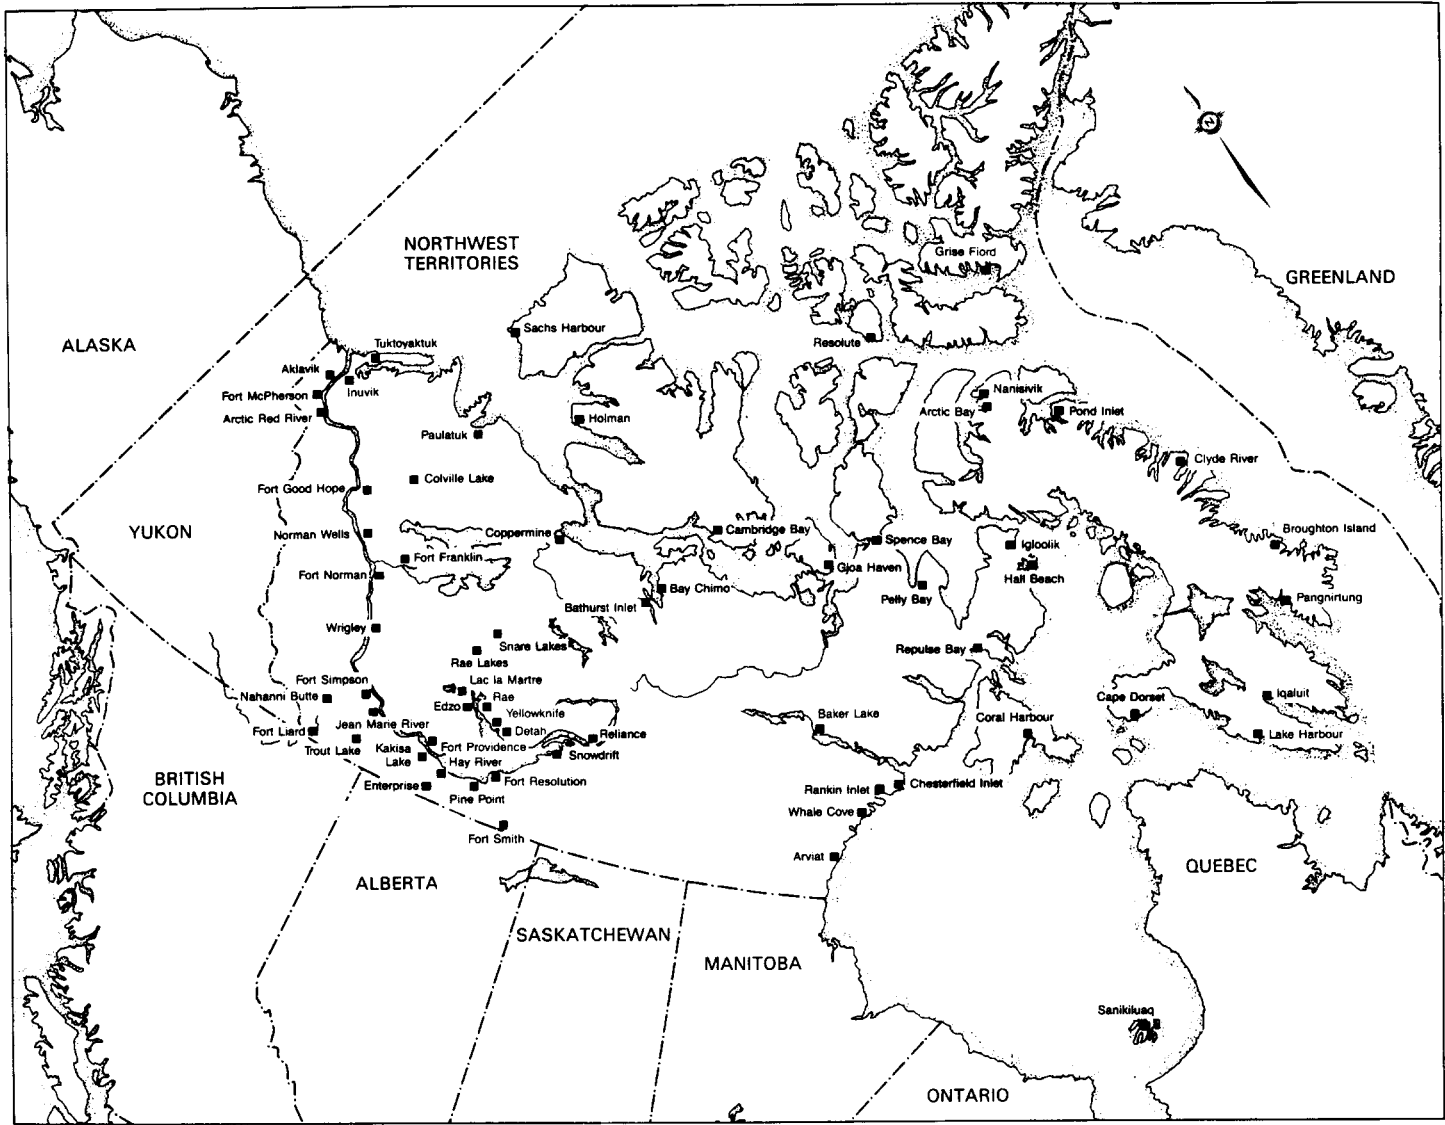 NORTHWEST
TERRITORIES
Grise Fiord
GREENLAND
ALASKA
Sachs Harbour
Resolute
Tuktoyaktuk
Aklavik
Inuvik
Fort McPherson
Arctic Red River
Nanisivik
Arctic Bay
Pond Inlet
Holman
Paulatuk
Clyde River
Colville Lake
Fort Good Hope
YUKON
Norman Wells
Coppermine
Cambridge Bay
Spence Bay
Igloolik
Broughton Island
Fort Franklin
Gjoa Haven
Hall Beach
Fort Norman
Bay Chimo
Pelly Bay
Pangnirtung
Bathurst Inlet
Wrigley
Snare Lakes
Rae Lakes
Repulse Bay
Fort Simpson
Lac la Martre
Nahanni Butte
Rae
Edzo
Cape Dorset
Iqaluit
Yellowknife
Baker Lake
Coral Harbour
Jean Marie River
Fort Liard
Detah
Reliance
Lake Harbour
Trout Lake
Kakisa
Lake
Fort Providence
Snowdrift
Hay River
BRITISH
COLUMBIA
Enterprise
Fort Resolution
Pine Point
Rankin Inlet
Chesterfield Inlet
Whale Cove
Fort Smith
Arviat
QUEBEC
ALBERTA
SASKATCHEWAN
MANITOBA
Sanikiluaq
ONTARIO
N